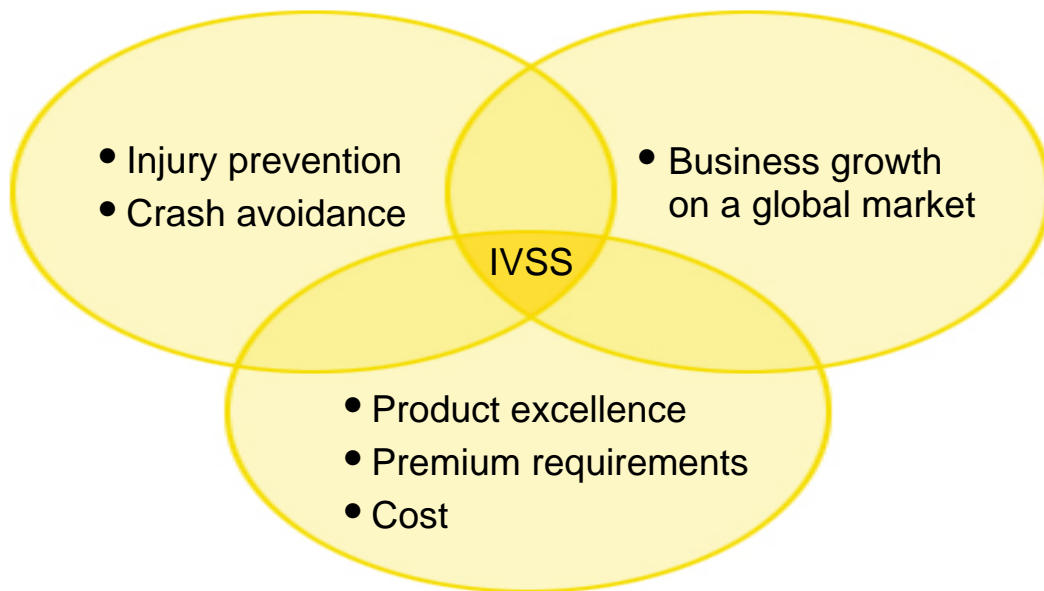 • Injury prevention
• Crash avoidance
• Business growth
on a global market
IVSS
• Product excellence
• Premium requirements
• Cost